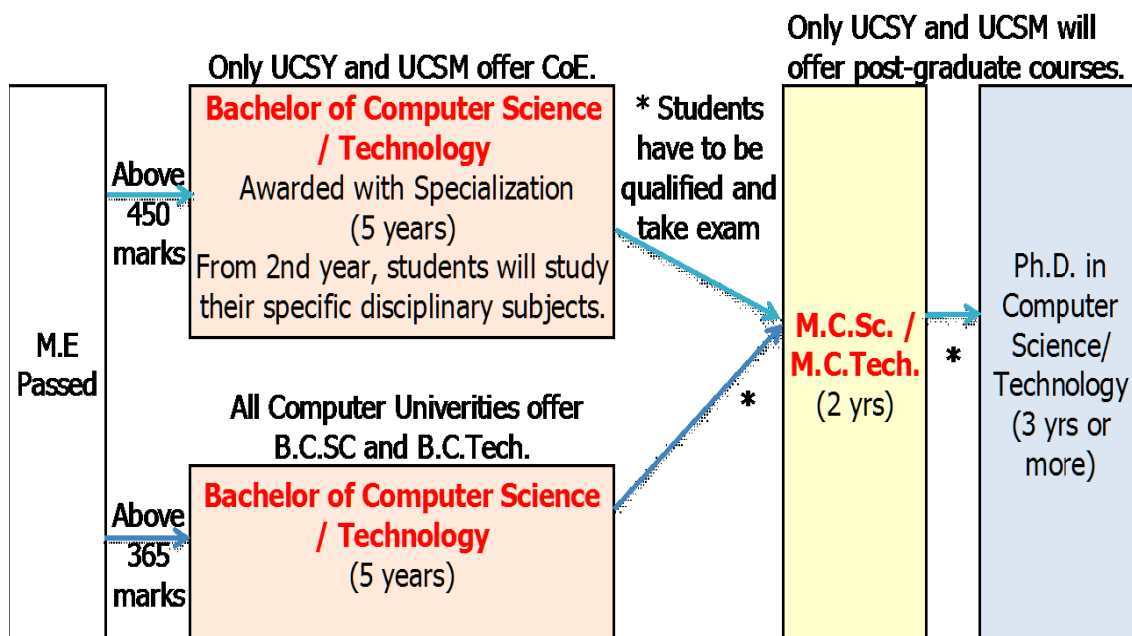 Only UCSY and UCSM will
offer post-graduate courses.
Only UCSY and UCSM offer CoE.
M.E
Passed
Above
450
marks
Bachelor of Computer Science
/ Technology
Awarded with Specialization
(5 years)
From 2nd year, students will study
their specific disciplinary subjects.
* Students
have to be
qualified and
take exam
All Computer Univerities offer
B.C.SC and B.C.Tech.
Above
365
marks
Bachelor of Computer Science
/ Technology
(5 years)
*
M.C.Sc. /
M.C.Tech.
(2 yrs)
*
Ph.D. in
Computer
Science/
Technology
(3 yrs or
more)